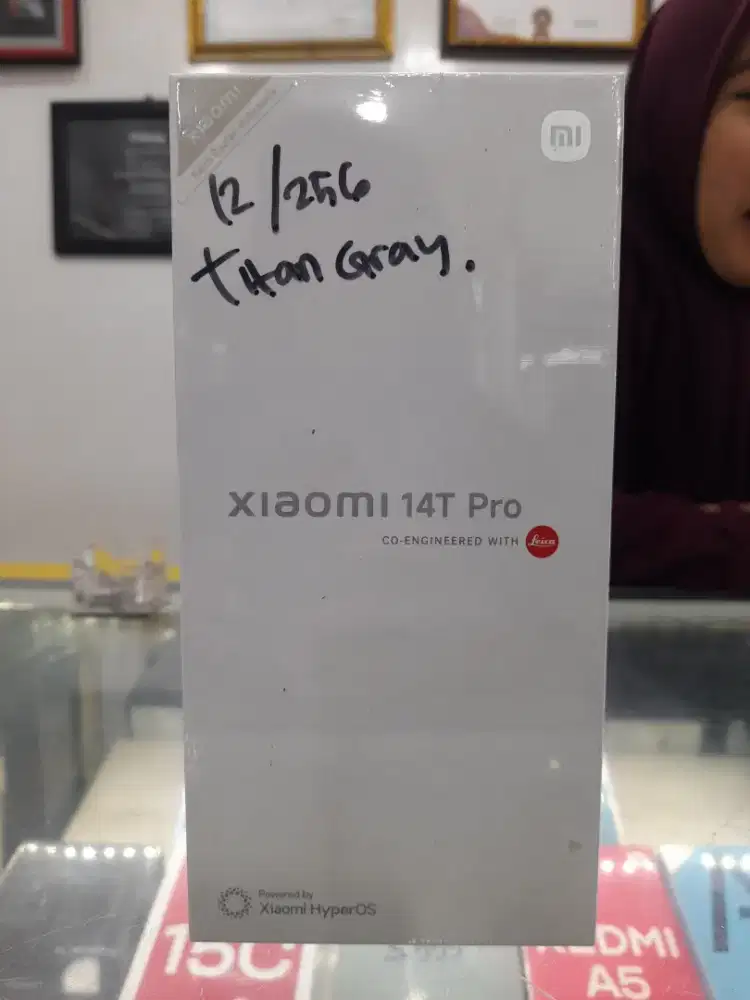 xiaomi
mi
12/256
Titan Gray.
xiaomi 14T Pro
CO-ENGINEERED WITH Leica
Powered by
Xiaomi HyperOS
15C
REDMI
A5